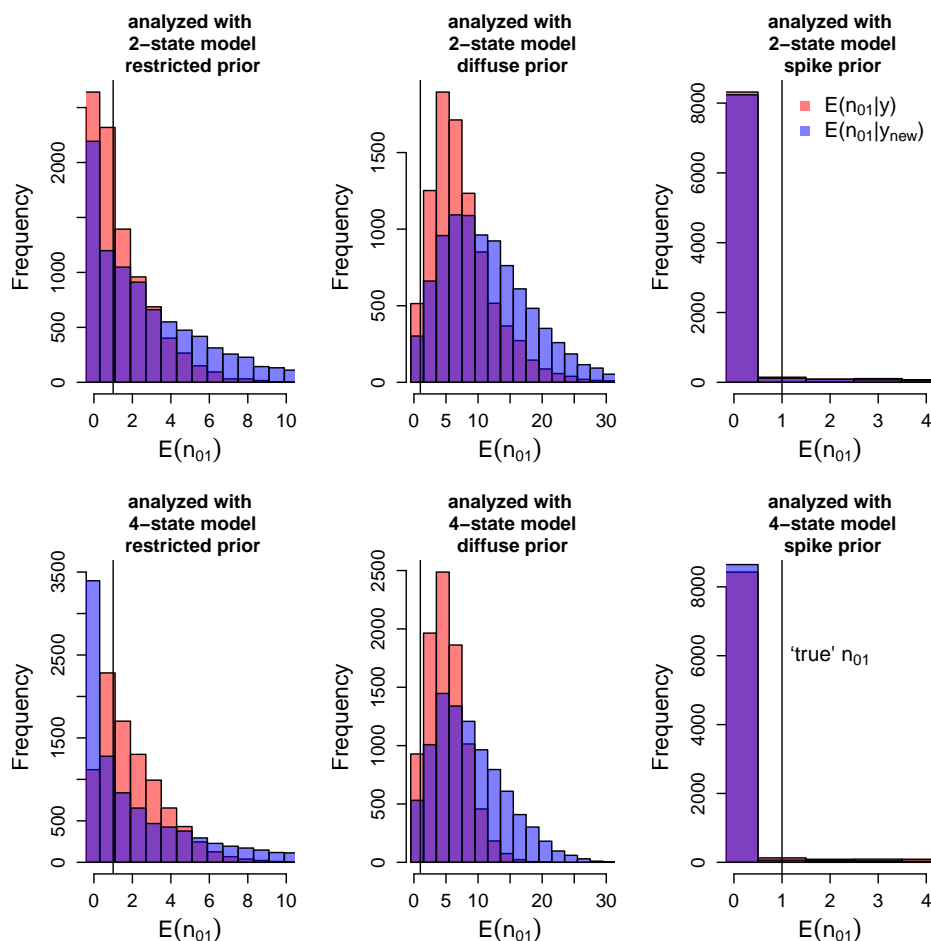 analyzed with
2−state model
restricted prior
Frequency
0 500 1000 2000
0 2 4 6 8 10
E(n01)
analyzed with
2−state model
diffuse prior
Frequency
0 500 1000 1500
0 5 10 20 30
E(n01)
analyzed with
2−state model
spike prior
Frequency
0 2000 4000 6000 8000
E(n01|y)
E(n01|ynew)
0 1 2 3 4
E(n01)
analyzed with
4−state model
restricted prior
Frequency
0 500 1500 2500 3500
0 2 4 6 8 10
E(n01)
analyzed with
4−state model
diffuse prior
Frequency
0 500 1000 1500 2000 2500
0 5 10 20 30
E(n01)
analyzed with
4−state model
spike prior
Frequency
0 2000 4000 6000 8000
‘true’ n01
0 1 2 3 4
E(n01)